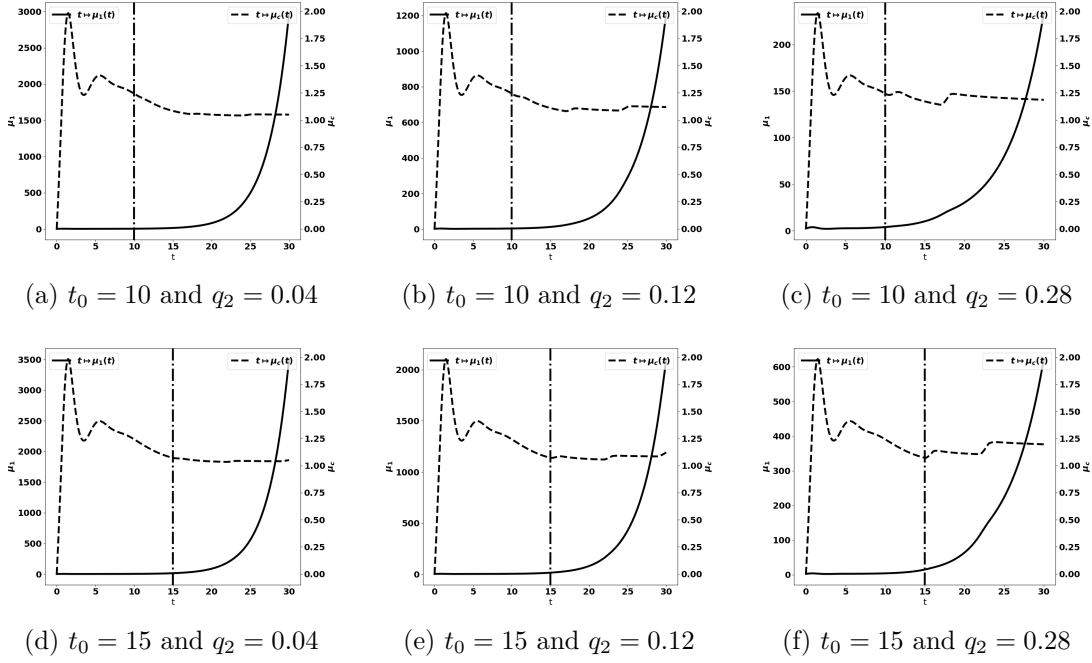 t ↦ μ₁(t) t ↦ μc(t)
3000 2500 2000 1500 1000 500 0
μ₁
2.00 1.75 1.50 1.25 1.00 0.75 0.50 0.25 0.00
μc
0 5 10 15 20 25 30
t
(a) t₀ = 10 and q₂ = 0.04
t ↦ μ₁(t) t ↦ μc(t)
1200 1000 800 600 400 200 0
μ₁
2.00 1.75 1.50 1.25 1.00 0.75 0.50 0.25 0.00
μc
0 5 10 15 20 25 30
t
(b) t₀ = 10 and q₂ = 0.12
t ↦ μ₁(t) t ↦ μc(t)
200 150 100 50 0
μ₁
2.00 1.75 1.50 1.25 1.00 0.75 0.50 0.25 0.00
μc
0 5 10 15 20 25 30
t
(c) t₀ = 10 and q₂ = 0.28
t ↦ μ₁(t) t ↦ μc(t)
3500 3000 2500 2000 1500 1000 500 0
μ₁
2.00 1.75 1.50 1.25 1.00 0.75 0.50 0.25 0.00
μc
0 5 10 15 20 25 30
t
(d) t₀ = 15 and q₂ = 0.04
t ↦ μ₁(t) t ↦ μc(t)
2000 1500 1000 500 0
μ₁
2.00 1.75 1.50 1.25 1.00 0.75 0.50 0.25 0.00
μc
0 5 10 15 20 25 30
t
(e) t₀ = 15 and q₂ = 0.12
t ↦ μ₁(t) t ↦ μc(t)
600 500 400 300 200 100 0
μ₁
2.00 1.75 1.50 1.25 1.00 0.75 0.50 0.25 0.00
μc
0 5 10 15 20 25 30
t
(f) t₀ = 15 and q₂ = 0.28